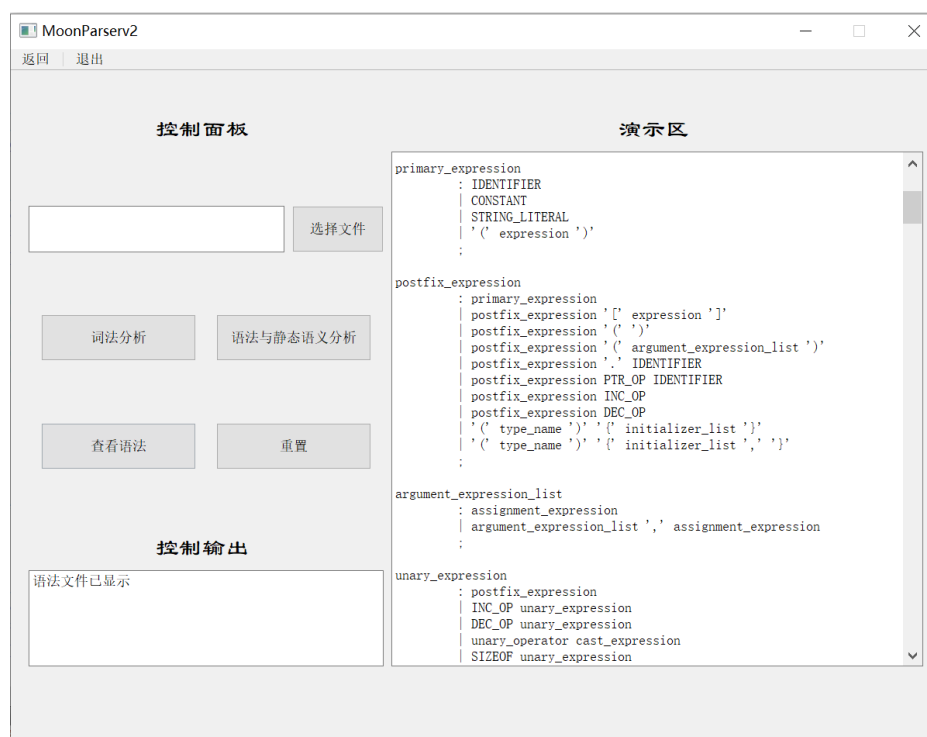 MoonParserv2
返回 退出
控制面板
选择文件
词法分析 语法与静态语义分析
查看语法 重置
控制输出
语法文件已显示
演示区
primary_expression
: IDENTIFIER
| CONSTANT
| STRING_LITERAL
| '(' expression ')'
;
postfix_expression
: primary_expression
| postfix_expression '[' expression ']'
| postfix_expression '(' ')'
| postfix_expression '(' argument_expression_list ')'
| postfix_expression '.' IDENTIFIER
| postfix_expression PTR_OP IDENTIFIER
| postfix_expression INC_OP
| postfix_expression DEC_OP
| '(' type_name ')' '{' initializer_list '}'
| '(' type_name ')' '{' initializer_list ',' '}'
;
argument_expression_list
: assignment_expression
| argument_expression_list ',' assignment_expression
;
unary_expression
: postfix_expression
| INC_OP unary_expression
| DEC_OP unary_expression
| unary_operator cast_expression
| SIZEOF unary_expression